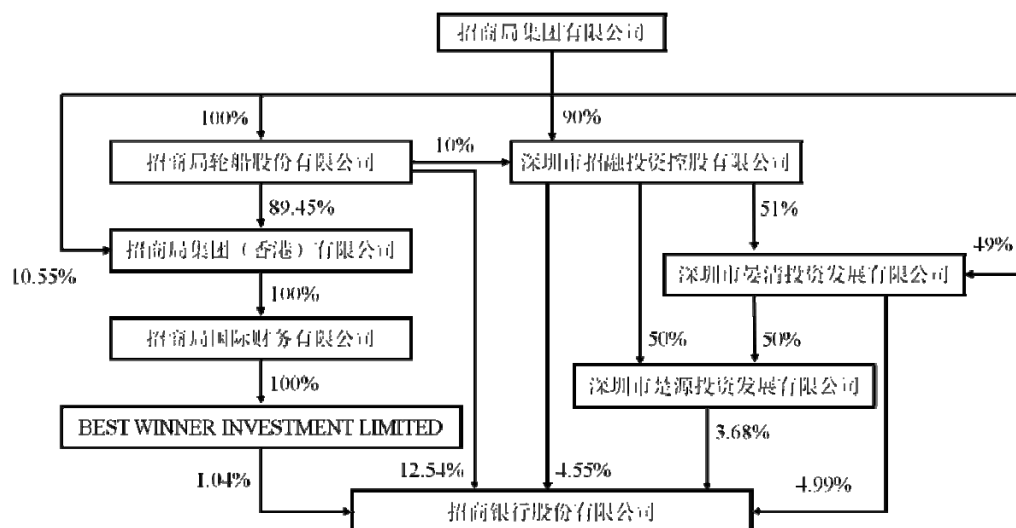 招商局集团有限公司
100%
90%
招商局轮船股份有限公司
10%
深圳市招融投资控股有限公司
89.45%
51%
招商局集团（香港）有限公司
10.55%
49%
深圳市晏清投资发展有限公司
100%
招商局国际财务有限公司
50%
50%
100%
深圳市楚源投资发展有限公司
BEST WINNER INVESTMENT LIMITED
3.68%
1.04%
12.54%
4.55%
4.99%
招商银行股份有限公司